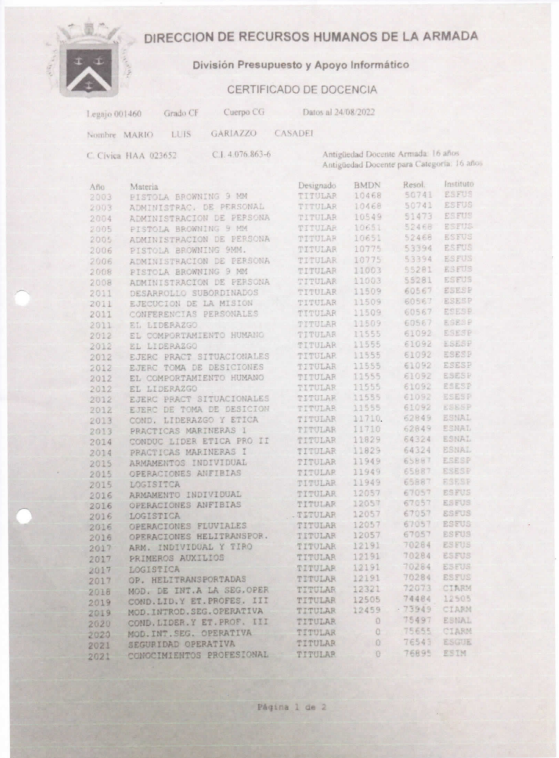 DIRECCION DE RECURSOS HUMANOS DE LA ARMADA
División Presupuesto y Apoyo Informático
CERTIFICADO DE DOCENCIA
Legajo 001460 Grado CF Cuerpo CG Datos al 24/08/2022
Nombre MARIO LUIS GARIAZZO CASADEI
C. Cívica HAA 023652 C.I. 4.076.863-6 Antigüedad Docente Armada: 16 años
Antigüedad Docente para Categoría: 16 años
Año Materia Designado BMDN Resol. Instituto
2003 PISTOLA BROWNING 9 MM TITULAR 10468 50741 ESFUS
2003 ADMINISTRAC. DE PERSONAL TITULAR 10468 50741 ESFUS
2004 ADMINISTRACION DE PERSONA TITULAR 10549 51473 ESFUS
2005 PISTOLA BROWNING 9 MM TITULAR 10651 52468 ESFUS
2005 ADMINISTRACION DE PERSONA TITULAR 10651 52468 ESFUS
2006 PISTOLA BROWNING 9MM. TITULAR 10775 53394 ESFUS
2006 ADMINISTRACION DE PERSONA TITULAR 10775 53394 ESFUS
2008 PISTOLA BROWNING 9 MM TITULAR 11003 55281 ESFUS
2008 ADMINISTRACION DE PERSONA TITULAR 11003 55281 ESFUS
2011 DESARROLLO SUBORDINADOS TITULAR 11509 60567 ESESP
2011 EJECUCION DE LA MISION TITULAR 11509 60567 ESESP
2011 CONFERENCIAS PERSONALES TITULAR 11509 60567 ESESP
2011 EL LIDERAZGO TITULAR 11509 60567 ESESP
2012 EL COMPORTAMIENTO HUMANO TITULAR 11555 61092 ESESP
2012 EL LIDERAZGO TITULAR 11555 61092 ESESP
2012 EJERC PRACT SITUACIONALES TITULAR 11555 61092 ESESP
2012 EJERC TOMA DE DESICIONES TITULAR 11555 61092 ESESP
2012 EL COMPORTAMIENTO HUMANO TITULAR 11555 61092 ESESP
2012 EL LIDERAZGO TITULAR 11555 61092 ESESP
2012 EJERC PRACT SITUACIONALES TITULAR 11555 61092 ESESP
2012 EJERC DE TOMA DE DESICION TITULAR 11555 61092 ESESP
2013 COND. LIDERAZGO Y ETICA TITULAR 11710 62849 ESNAL
2013 PRACTICAS MARINERAS I TITULAR 11710 62849 ESNAL
2014 CONDUC LIDER ETICA PRO II TITULAR 11829 64324 ESNAL
2014 PRACTICAS MARINERAS I TITULAR 11829 64324 ESNAL
2015 ARMAMENTOS INDIVIDUAL TITULAR 11949 65887 ESESP
2015 OPERACIONES ANFIBIAS TITULAR 11949 65887 ESESP
2015 LOGISITCA TITULAR 11949 65887 ESESP
2016 ARMAMENTO INDIVIDUAL TITULAR 12057 67057 ESFUS
2016 OPERACIONES ANFIBIAS TITULAR 12057 67057 ESFUS
2016 LOGISTICA TITULAR 12057 67057 ESFUS
2016 OPERACIONES FLUVIALES TITULAR 12057 67057 ESFUS
2016 OPERACIONES HELITRANSPOR. TITULAR 12057 67057 ESFUS
2017 ARM. INDIVIDUAL Y TIRO TITULAR 12191 70284 ESFUS
2017 PRIMEROS AUXILIOS TITULAR 12191 70284 ESFUS
2017 LOGISTICA TITULAR 12191 70284 ESFUS
2017 OP. HELITRANSPORTADAS TITULAR 12191 70284 ESFUS
2018 MOD. DE INT.A LA SEG.OPER TITULAR 12321 72073 CIARM
2019 COND.LID.Y ET.PROFES. III TITULAR 12505 74484 12505
2019 MOD.INTROD.SEG.OPERATIVA TITULAR 12459 73949 CIARM
2020 COND.LIDER.Y ET.PROF. III TITULAR 0 75497 ESNAL
2020 MOD.INT.SEG. OPERATIVA TITULAR 0 75655 CIARM
2021 SEGURIDAD OPERATIVA TITULAR 0 76547 ESGUE
2021 CONOCIMIENTOS PROFESIONAL TITULAR 0 76895 ESIM
Página 1 de 2